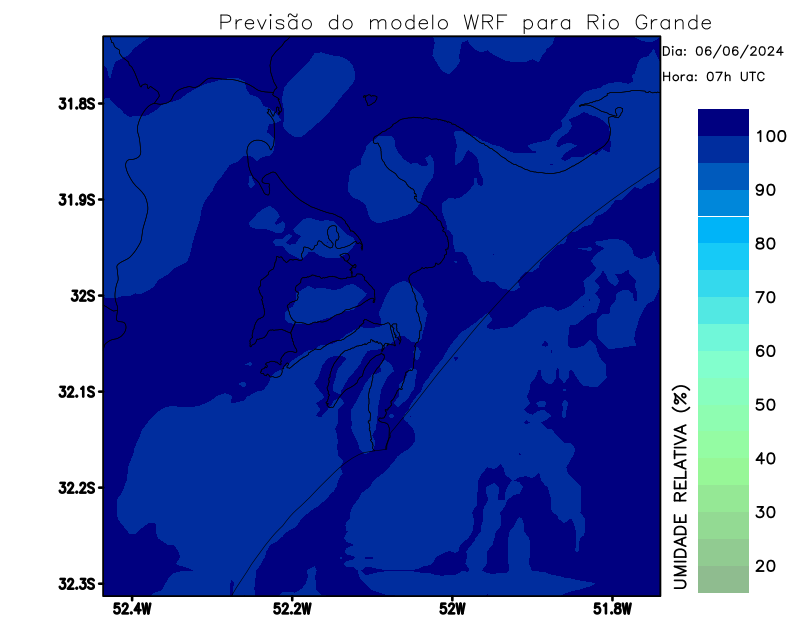 Previsão do modelo WRF para Rio Grande
Dia: 06/06/2024
Hora: 07h UTC
31.8S
31.9S
32S
32.1S
32.2S
32.3S
52.4W
52.2W
52W
51.8W
UMIDADE RELATIVA (%)
100
90
80
70
60
50
40
30
20